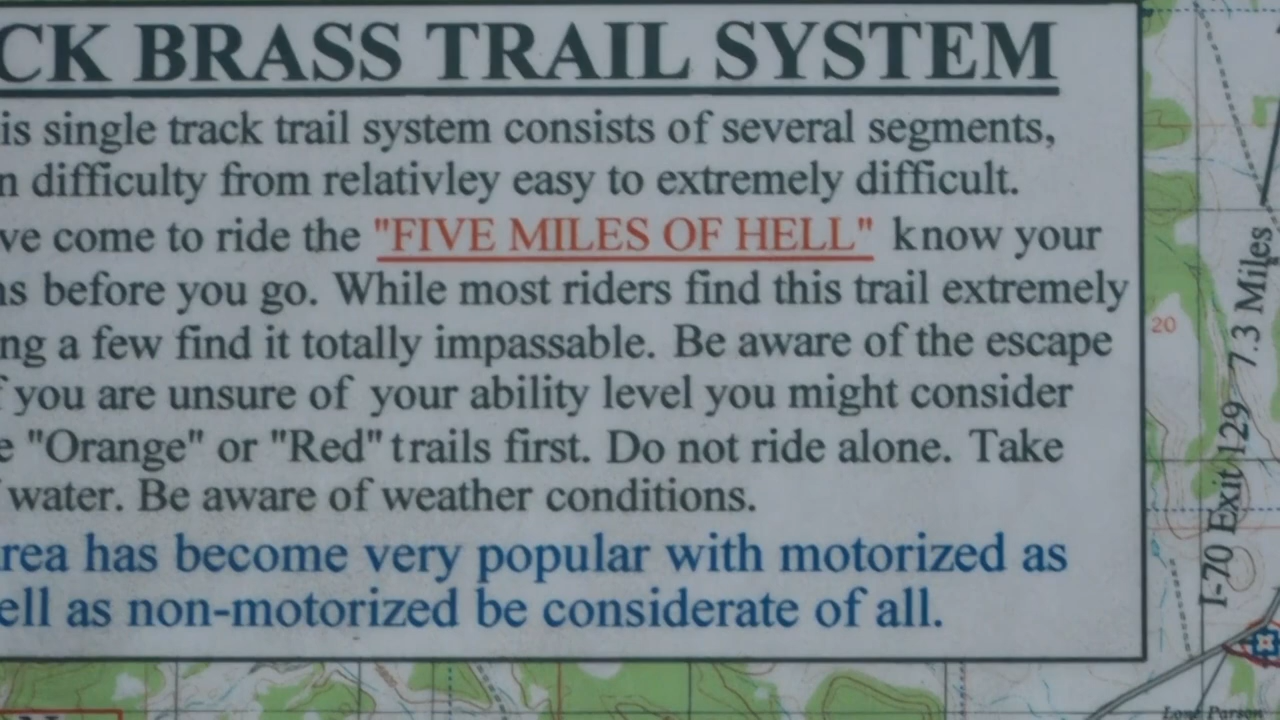 CK BRASS TRAIL SYSTEM
is single track trail system consists of several segments,
n difficulty from relativley easy to extremely difficult.
ve come to ride the "FIVE MILES OF HELL" know your
s before you go. While most riders find this trail extremely
ng a few find it totally impassable. Be aware of the escape
f you are unsure of your ability level you might consider
e "Orange" or "Red" trails first. Do not ride alone. Take
water. Be aware of weather conditions.
rea has become very popular with motorized as
ell as non-motorized be considerate of all.
20
I-70 Exit 129 7.3 Miles
Lone Parson